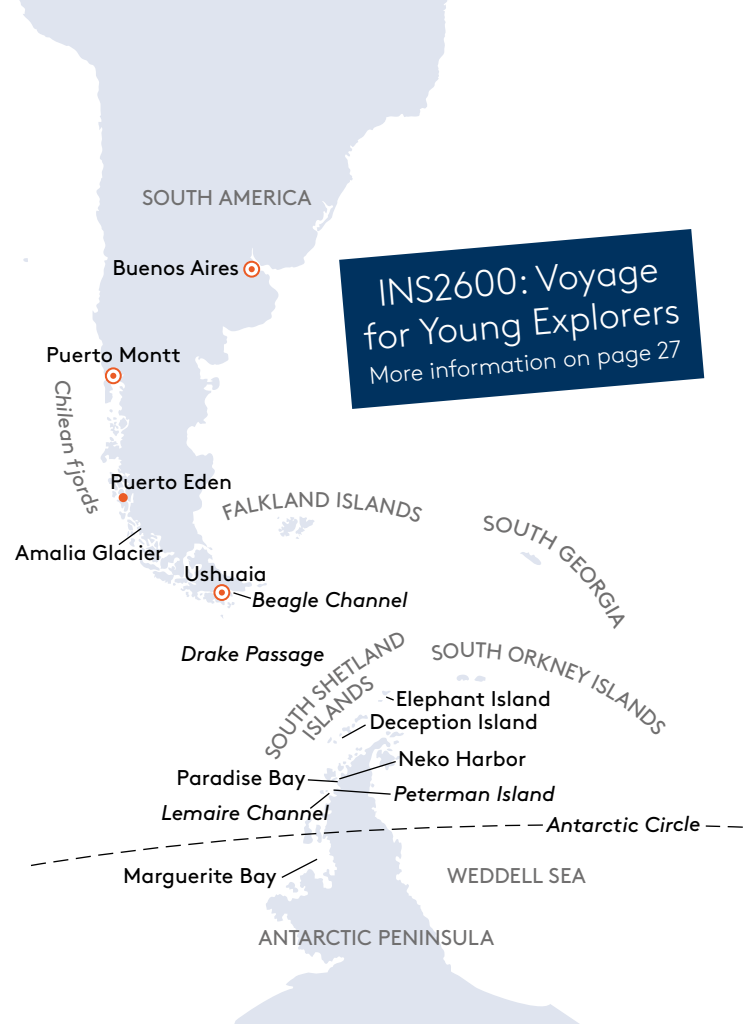 SOUTH AMERICA
Buenos Aires
INS2600: Voyage
for Young Explorers
More information on page 27
Puerto Montt
Chilean fjords
Puerto Eden
FALKLAND ISLANDS
SOUTH GEORGIA
Amalia Glacier
Ushuaia
Beagle Channel
Drake Passage
SOUTH SHETLAND
ISLANDS
SOUTH ORKNEY ISLANDS
Elephant Island
Deception Island
Neko Harbor
Paradise Bay
Peterman Island
Lemaire Channel
Antarctic Circle
Marguerite Bay
WEDDELL SEA
ANTARCTIC PENINSULA